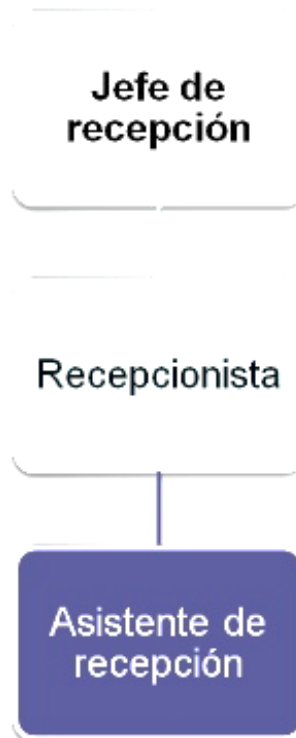 Jefe de
recepción
Recepcionista
Asistente de
recepción